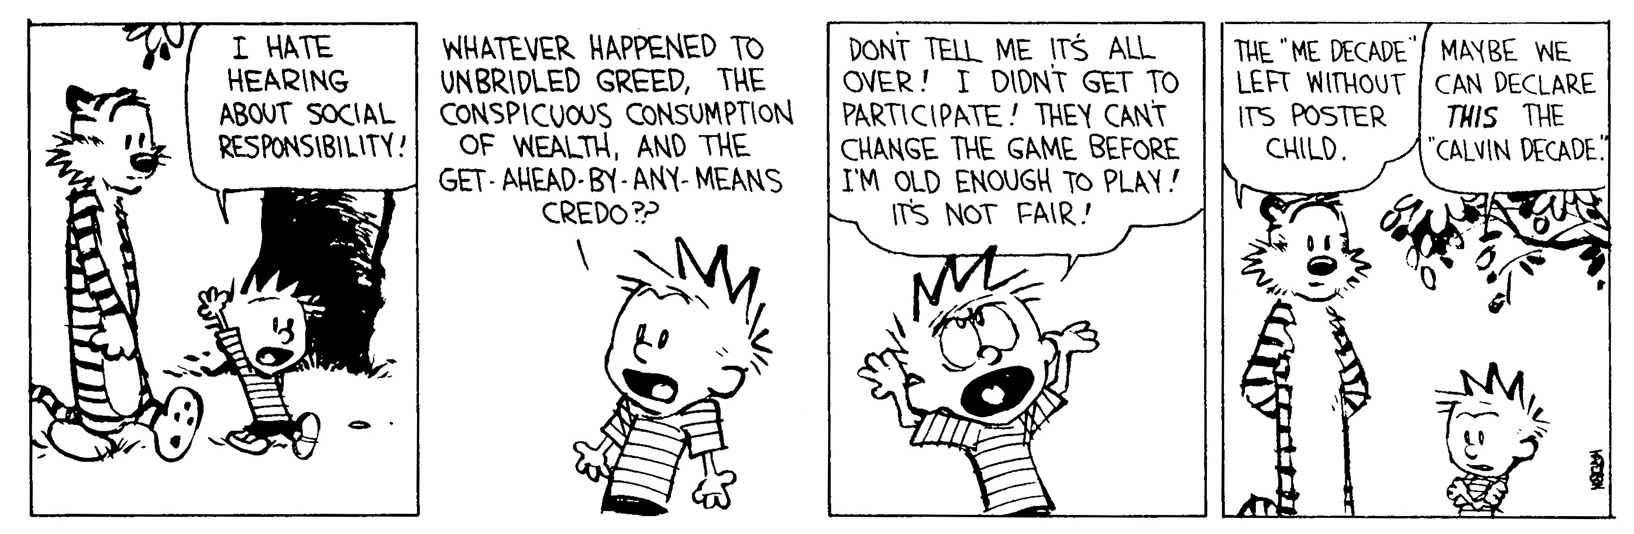 I HATE
HEARING
ABOUT SOCIAL
RESPONSIBILITY!
WHATEVER HAPPENED TO
UNBRIDLED GREED, THE
CONSPICUOUS CONSUMPTION
OF WEALTH, AND THE
GET-AHEAD-BY-ANY-MEANS
CREDO??
DON'T TELL ME IT'S ALL
OVER! I DIDN'T GET TO
PARTICIPATE! THEY CAN'T
CHANGE THE GAME BEFORE
I'M OLD ENOUGH TO PLAY!
IT'S NOT FAIR!
THE "ME DECADE"
LEFT WITHOUT
ITS POSTER
CHILD.
MAYBE WE
CAN DECLARE
THIS THE
"CALVIN DECADE."
WATTERSON